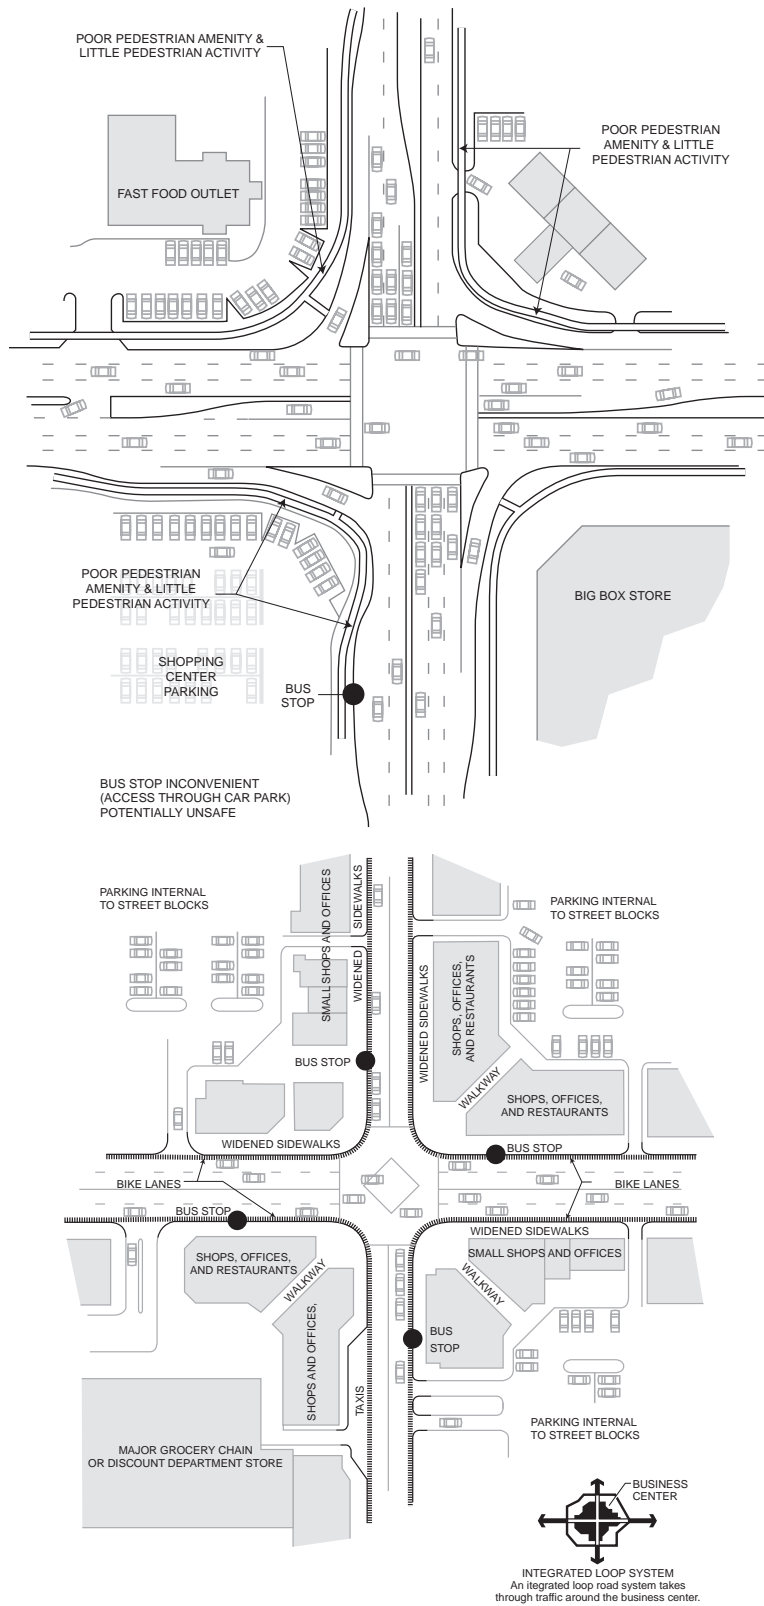 POOR PEDESTRIAN AMENITY &
LITTLE PEDESTRIAN ACTIVITY
POOR PEDESTRIAN
AMENITY & LITTLE
PEDESTRIAN ACTIVITY
FAST FOOD OUTLET
POOR PEDESTRIAN
AMENITY & LITTLE
PEDESTRIAN ACTIVITY
BIG BOX STORE
SHOPPING
CENTER
PARKING
BUS
STOP
BUS STOP INCONVENIENT
(ACCESS THROUGH CAR PARK)
POTENTIALLY UNSAFE
PARKING INTERNAL
TO STREET BLOCKS
SMALL SHOPS AND OFFICES
WIDENED SIDEWALKS
PARKING INTERNAL
TO STREET BLOCKS
WIDENED SIDEWALKS
SHOPS, OFFICES,
AND RESTAURANTS
BUS STOP
WALKWAY
SHOPS, OFFICES,
AND RESTAURANTS
WIDENED SIDEWALKS
BUS STOP
BIKE LANES
BIKE LANES
BUS STOP
WIDENED SIDEWALKS
SHOPS, OFFICES,
AND RESTAURANTS
WALKWAY
SMALL SHOPS AND OFFICES
WALKWAY
SHOPS AND OFFICES,
BUS
STOP
TAXIS
MAJOR GROCERY CHAIN
OR DISCOUNT DEPARTMENT STORE
PARKING INTERNAL
TO STREET BLOCKS
BUSINESS
CENTER
INTEGRATED LOOP SYSTEM
An itegrated loop road system takes
through traffic around the business center.